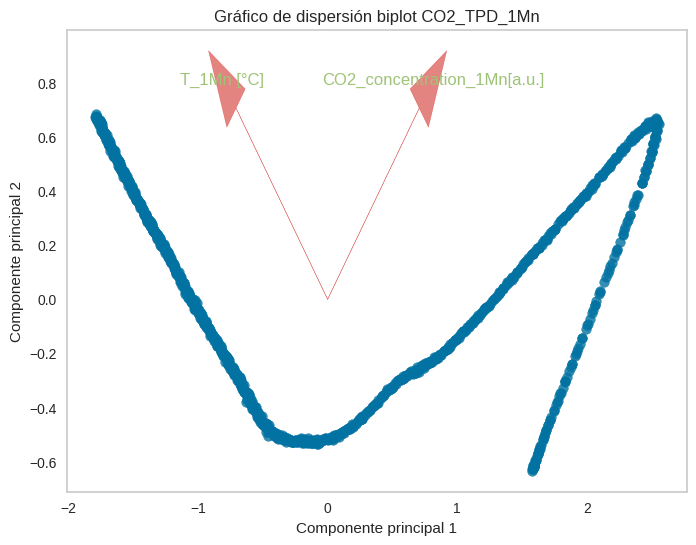 Gráfico de dispersión biplot CO2_TPD_1Mn
T_1Mn [°C]
CO2_concentration_1Mn[a.u.]
Componente principal 2
0.8
0.6
0.4
0.2
0.0
−0.2
−0.4
−0.6
−2
−1
0
1
2
Componente principal 1